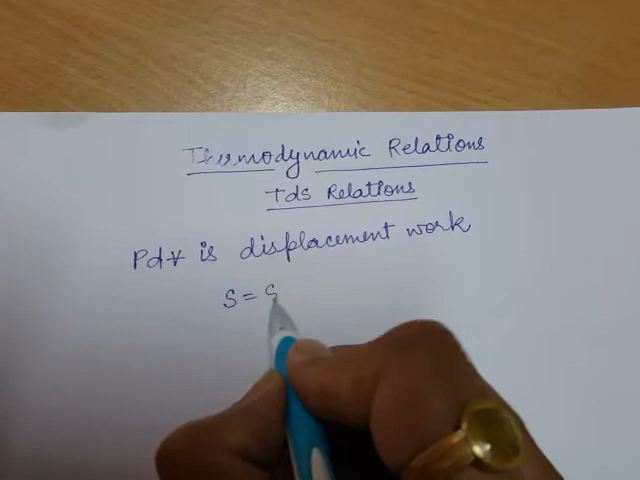 Thermodynamic Relations
Tds Relations
PdV is displacement work
S = S